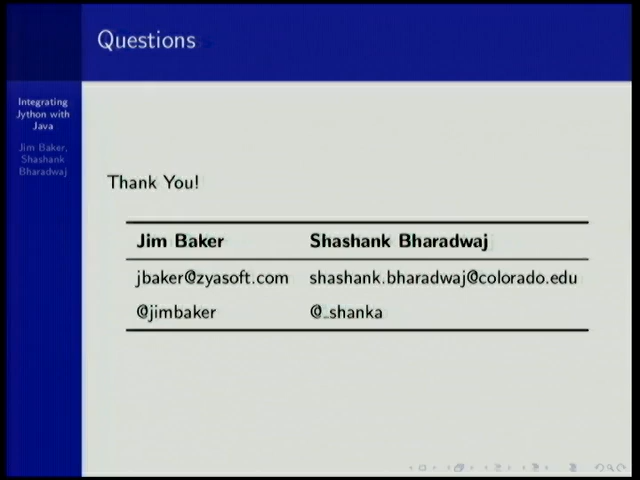 Questions
Integrating
Jython with
Java
Jim Baker,
Shashank
Bharadwaj
Thank You!
Jim Baker Shashank Bharadwaj
jbaker@zyasoft.com shashank.bharadwaj@colorado.edu
@jimbaker @_shanka